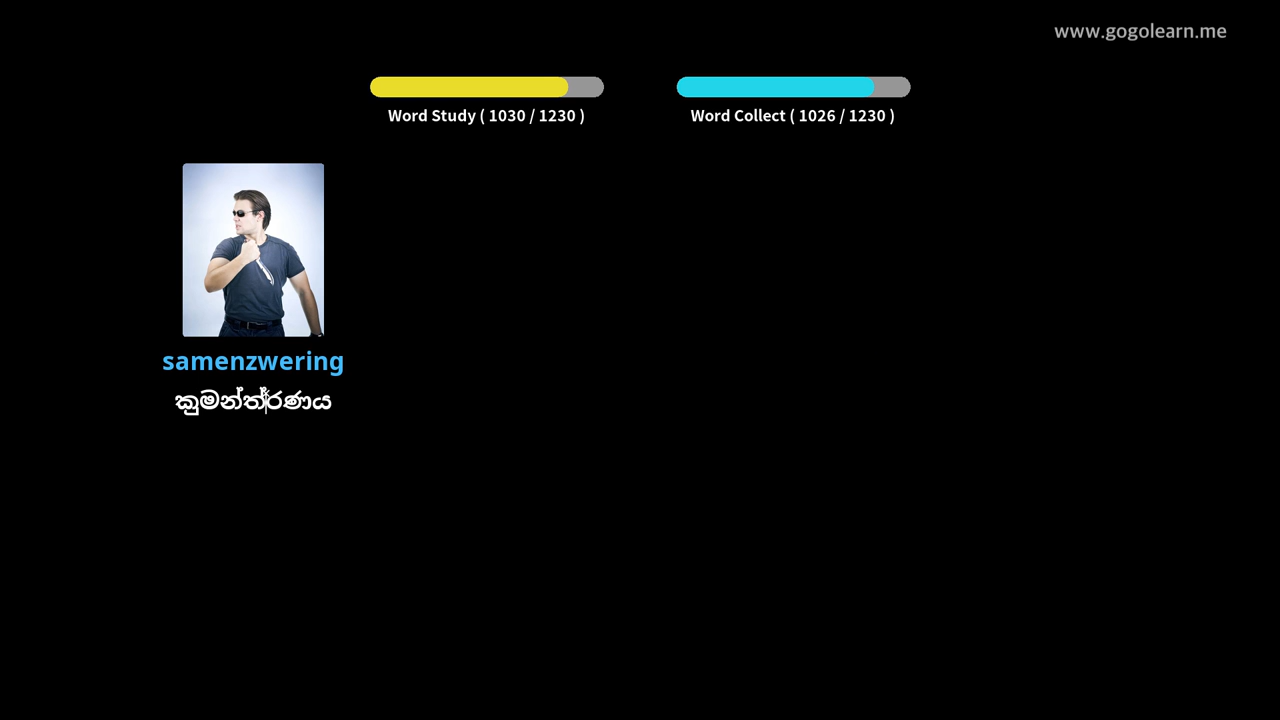 www.gogolearn.me
Word Study ( 1030 / 1230 )
Word Collect ( 1026 / 1230 )
samenzwering
කුමන්ත්‍රණය